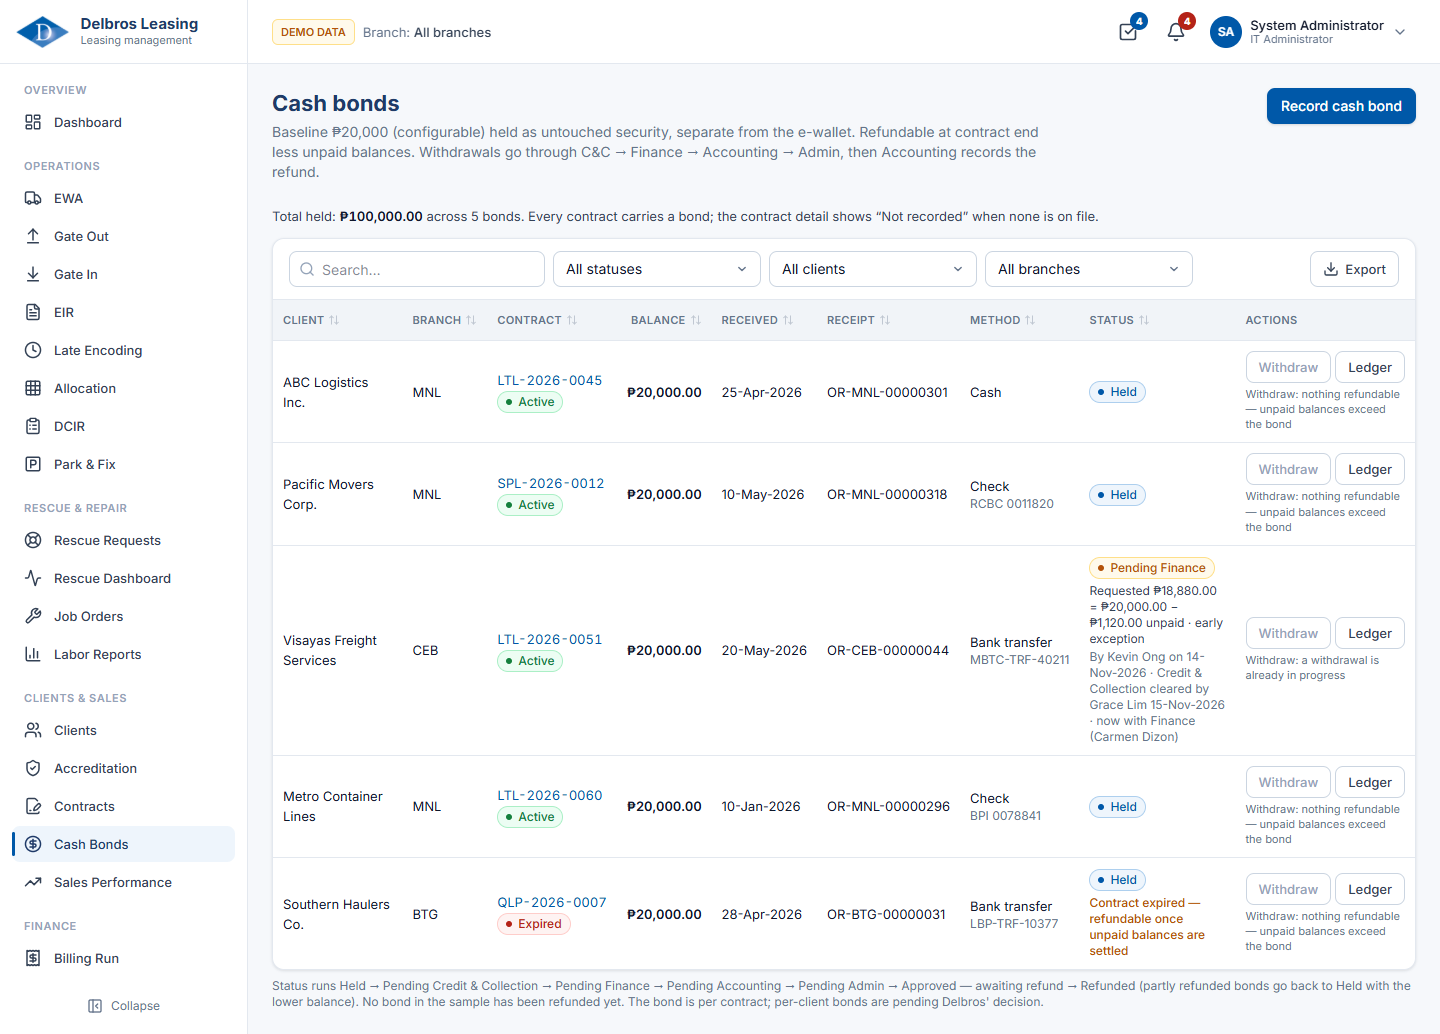 Delbros Leasing
Leasing management
DEMO DATA
Branch: All branches
4
4
SA
System Administrator
IT Administrator
OVERVIEW
Dashboard
OPERATIONS
EWA
Gate Out
Gate In
EIR
Late Encoding
Allocation
DCIR
Park & Fix
RESCUE & REPAIR
Rescue Requests
Rescue Dashboard
Job Orders
Labor Reports
CLIENTS & SALES
Clients
Accreditation
Contracts
Cash Bonds
Sales Performance
FINANCE
Billing Run
Collapse
Cash bonds
Record cash bond
Baseline ₱20,000 (configurable) held as untouched security, separate from the e-wallet. Refundable at contract end
less unpaid balances. Withdrawals go through C&C → Finance → Accounting → Admin, then Accounting records the
refund.
Total held: ₱100,000.00 across 5 bonds. Every contract carries a bond; the contract detail shows “Not recorded” when none is on file.
Search...
All statuses
All clients
All branches
Export
CLIENT BRANCH CONTRACT BALANCE RECEIVED RECEIPT METHOD STATUS ACTIONS
ABC Logistics
Inc.
MNL
LTL-2026-0045
Active
₱20,000.00
25-Apr-2026
OR-MNL-00000301
Cash
Held
Withdraw
Ledger
Withdraw: nothing refundable
— unpaid balances exceed
the bond
Pacific Movers
Corp.
MNL
SPL-2026-0012
Active
₱20,000.00
10-May-2026
OR-MNL-00000318
Check
RCBC 0011820
Held
Withdraw
Ledger
Withdraw: nothing refundable
— unpaid balances exceed
the bond
Visayas Freight
Services
CEB
LTL-2026-0051
Active
₱20,000.00
20-May-2026
OR-CEB-00000044
Bank transfer
MBTC-TRF-40211
Pending Finance
Requested ₱18,880.00
= ₱20,000.00 −
₱1,120.00 unpaid · early
exception
By Kevin Ong on 14-
Nov-2026 · Credit &
Collection cleared by
Grace Lim 15-Nov-2026
· now with Finance
(Carmen Dizon)
Withdraw
Ledger
Withdraw: a withdrawal is
already in progress
Metro Container
Lines
MNL
LTL-2026-0060
Active
₱20,000.00
10-Jan-2026
OR-MNL-00000296
Check
BPI 0078841
Held
Withdraw
Ledger
Withdraw: nothing refundable
— unpaid balances exceed
the bond
Southern Haulers
Co.
BTG
QLP-2026-0007
Expired
₱20,000.00
28-Apr-2026
OR-BTG-00000031
Bank transfer
LBP-TRF-10377
Held
Contract expired —
refundable once
unpaid balances are
settled
Withdraw
Ledger
Withdraw: nothing refundable
— unpaid balances exceed
the bond
Status runs Held → Pending Credit & Collection → Pending Finance → Pending Accounting → Pending Admin → Approved — awaiting refund → Refunded (partly refunded bonds go back to Held with the
lower balance). No bond in the sample has been refunded yet. The bond is per contract; per-client bonds are pending Delbros’ decision.